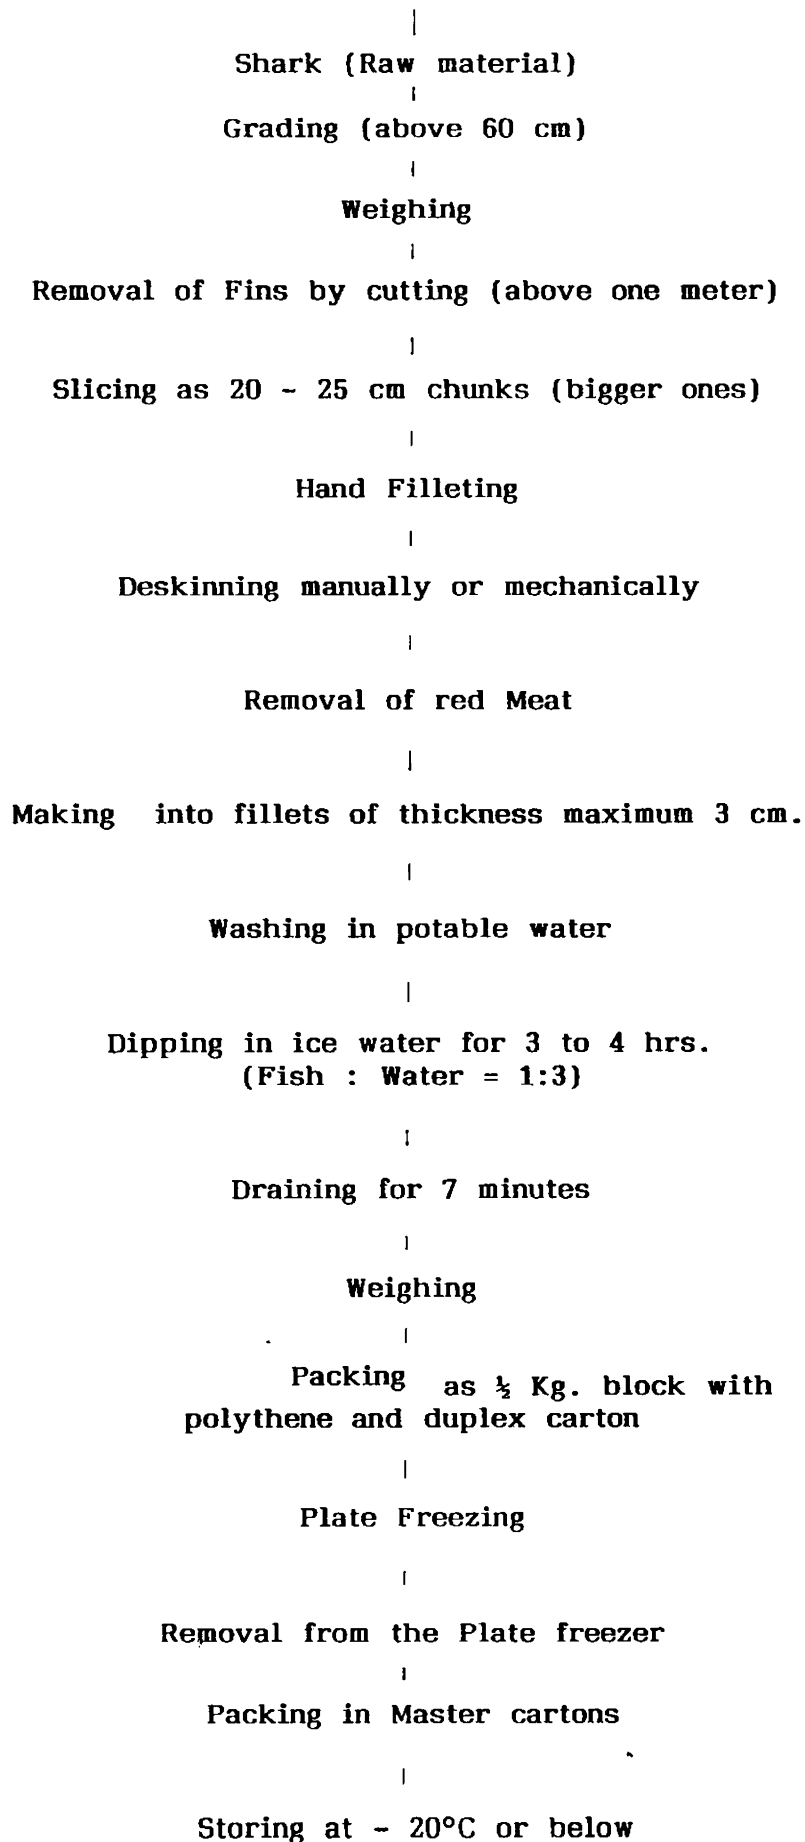 Shark (Raw material)
Grading (above 60 cm)
Weighing
Removal of Fins by cutting (above one meter)
Slicing as 20 - 25 cm chunks (bigger ones)
Hand Filleting
Deskinning manually or mechanically
Removal of red Meat
Making into fillets of thickness maximum 3 cm.
Washing in potable water
Dipping in ice water for 3 to 4 hrs.
(Fish : Water = 1:3)
Draining for 7 minutes
Weighing
Packing as ½ Kg. block with
polythene and duplex carton
Plate Freezing
Removal from the Plate freezer
Packing in Master cartons
Storing at - 20°C or below